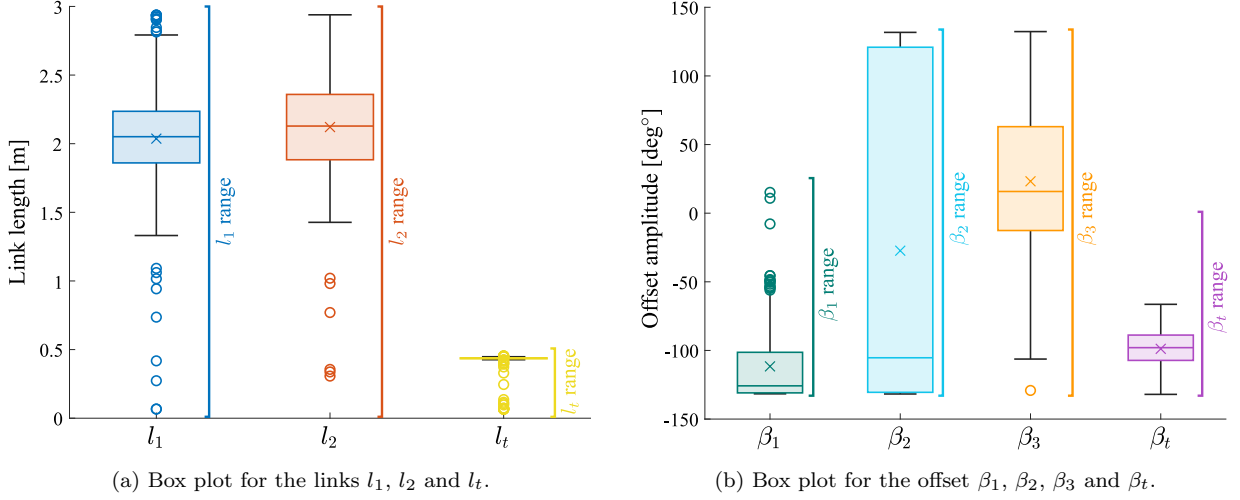 3
2.5
2
1.5
1
0.5
0
Link length [m]
l₁ range
l₂ range
lₜ range
l₁ l₂ lₜ
(a) Box plot for the links l₁, l₂ and lₜ.
150
100
50
0
-50
-100
-150
Offset amplitude [deg°]
β₁ range
β₂ range
β₃ range
βₜ range
β₁ β₂ β₃ βₜ
(b) Box plot for the offset β₁, β₂, β₃ and βₜ.